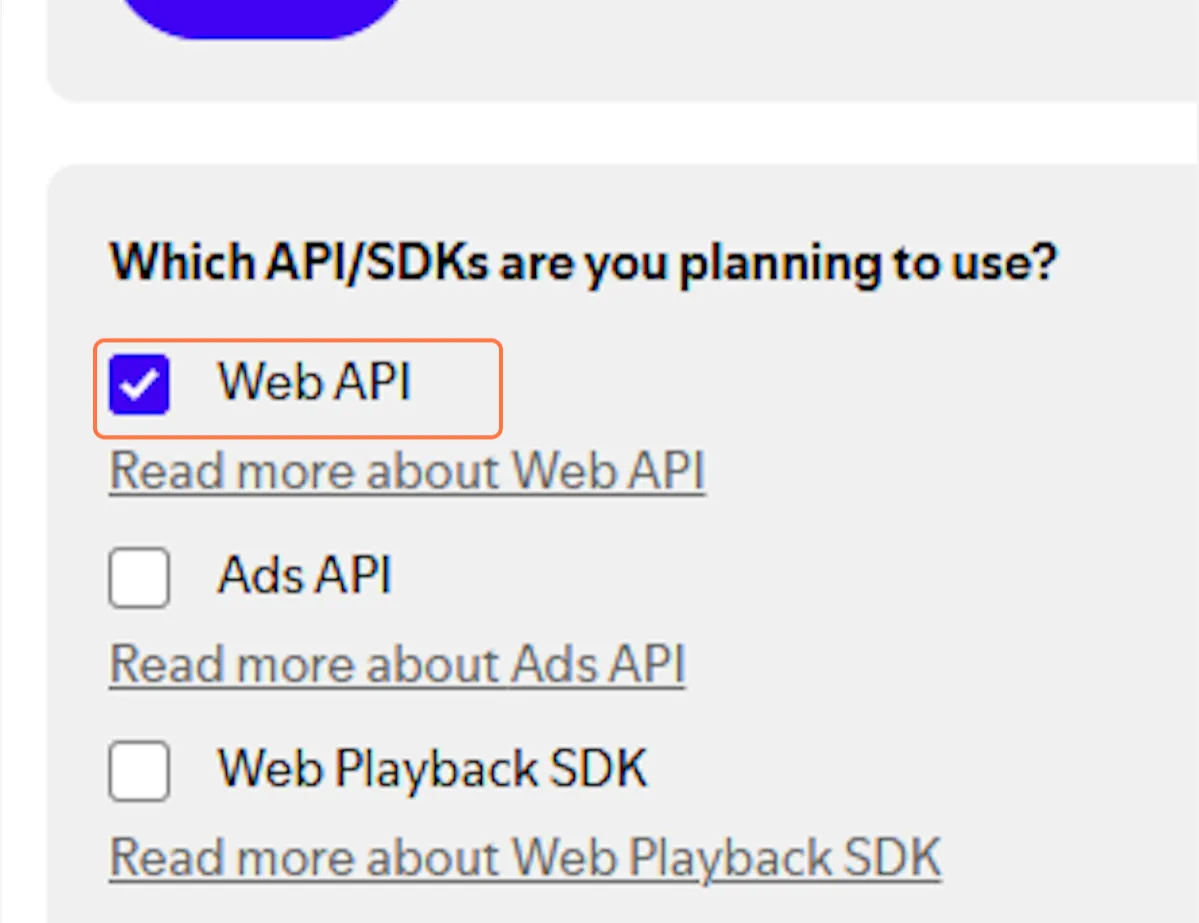 Which API/SDKs are you planning to use?
Web API
Read more about Web API
Ads API
Read more about Ads API
Web Playback SDK
Read more about Web Playback SDK